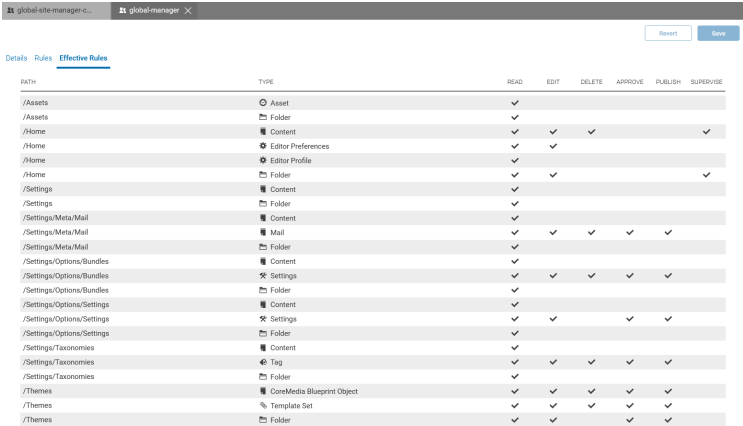 global-site-manager-c...
global-manager
Revert
Save
Details Rules Effective Rules
PATH TYPE READ EDIT DELETE APPROVE PUBLISH SUPERVISE
/Assets Asset
/Assets Folder
/Home Content
/Home Editor Preferences
/Home Editor Profile
/Home Folder
/Settings Content
/Settings Folder
/Settings/Meta/Mail Content
/Settings/Meta/Mail Mail
/Settings/Meta/Mail Folder
/Settings/Options/Bundles Content
/Settings/Options/Bundles Settings
/Settings/Options/Bundles Folder
/Settings/Options/Settings Content
/Settings/Options/Settings Settings
/Settings/Options/Settings Folder
/Settings/Taxonomies Content
/Settings/Taxonomies Tag
/Settings/Taxonomies Folder
/Themes CoreMedia Blueprint Object
/Themes Template Set
/Themes Folder